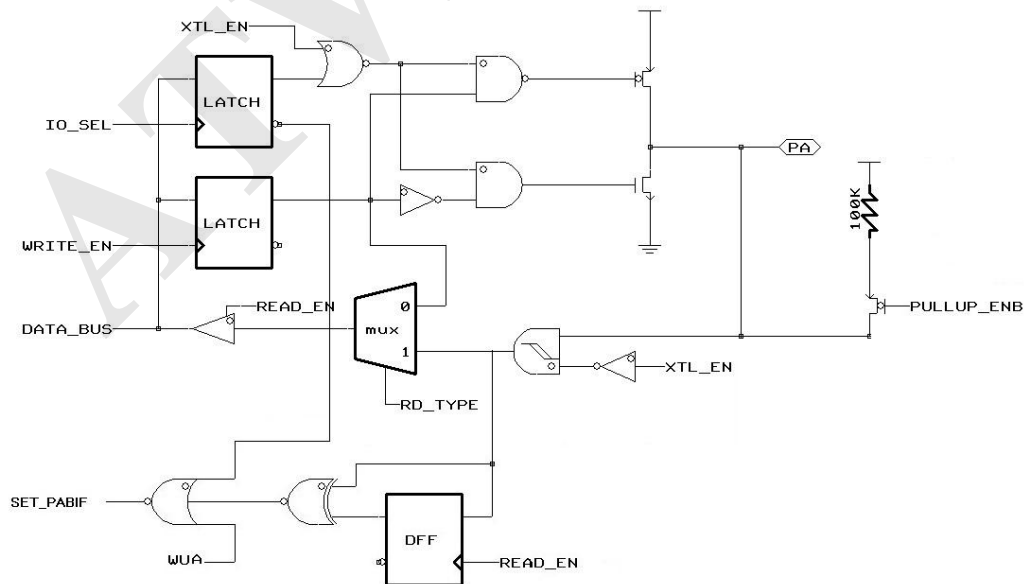 ATV
XTL_EN
LATCH
IO_SEL
PA
100K
LATCH
WRITE_EN
READ_EN
0
PULLUP_ENB
DATA_BUS
mux
1
XTL_EN
RD_TYPE
SET_PABIF
DFF
WUA
READ_EN